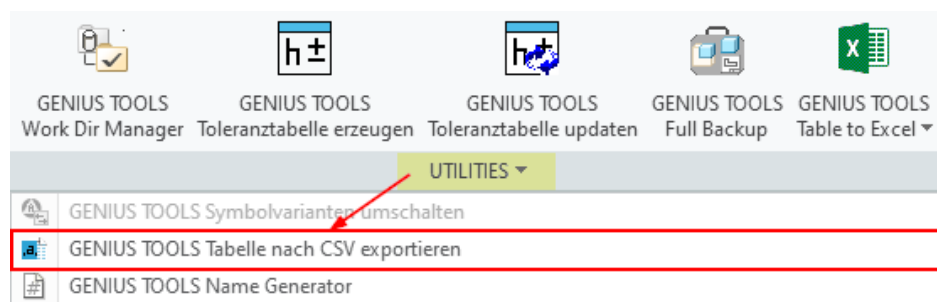 h ±
h ±
GENIUS TOOLS
Work Dir Manager
GENIUS TOOLS
Toleranztabelle erzeugen
GENIUS TOOLS
Toleranztabelle updaten
GENIUS TOOLS
Full Backup
GENIUS TOOLS
Table to Excel
UTILITIES
GENIUS TOOLS Symbolvarianten umschalten
GENIUS TOOLS Tabelle nach CSV exportieren
GENIUS TOOLS Name Generator